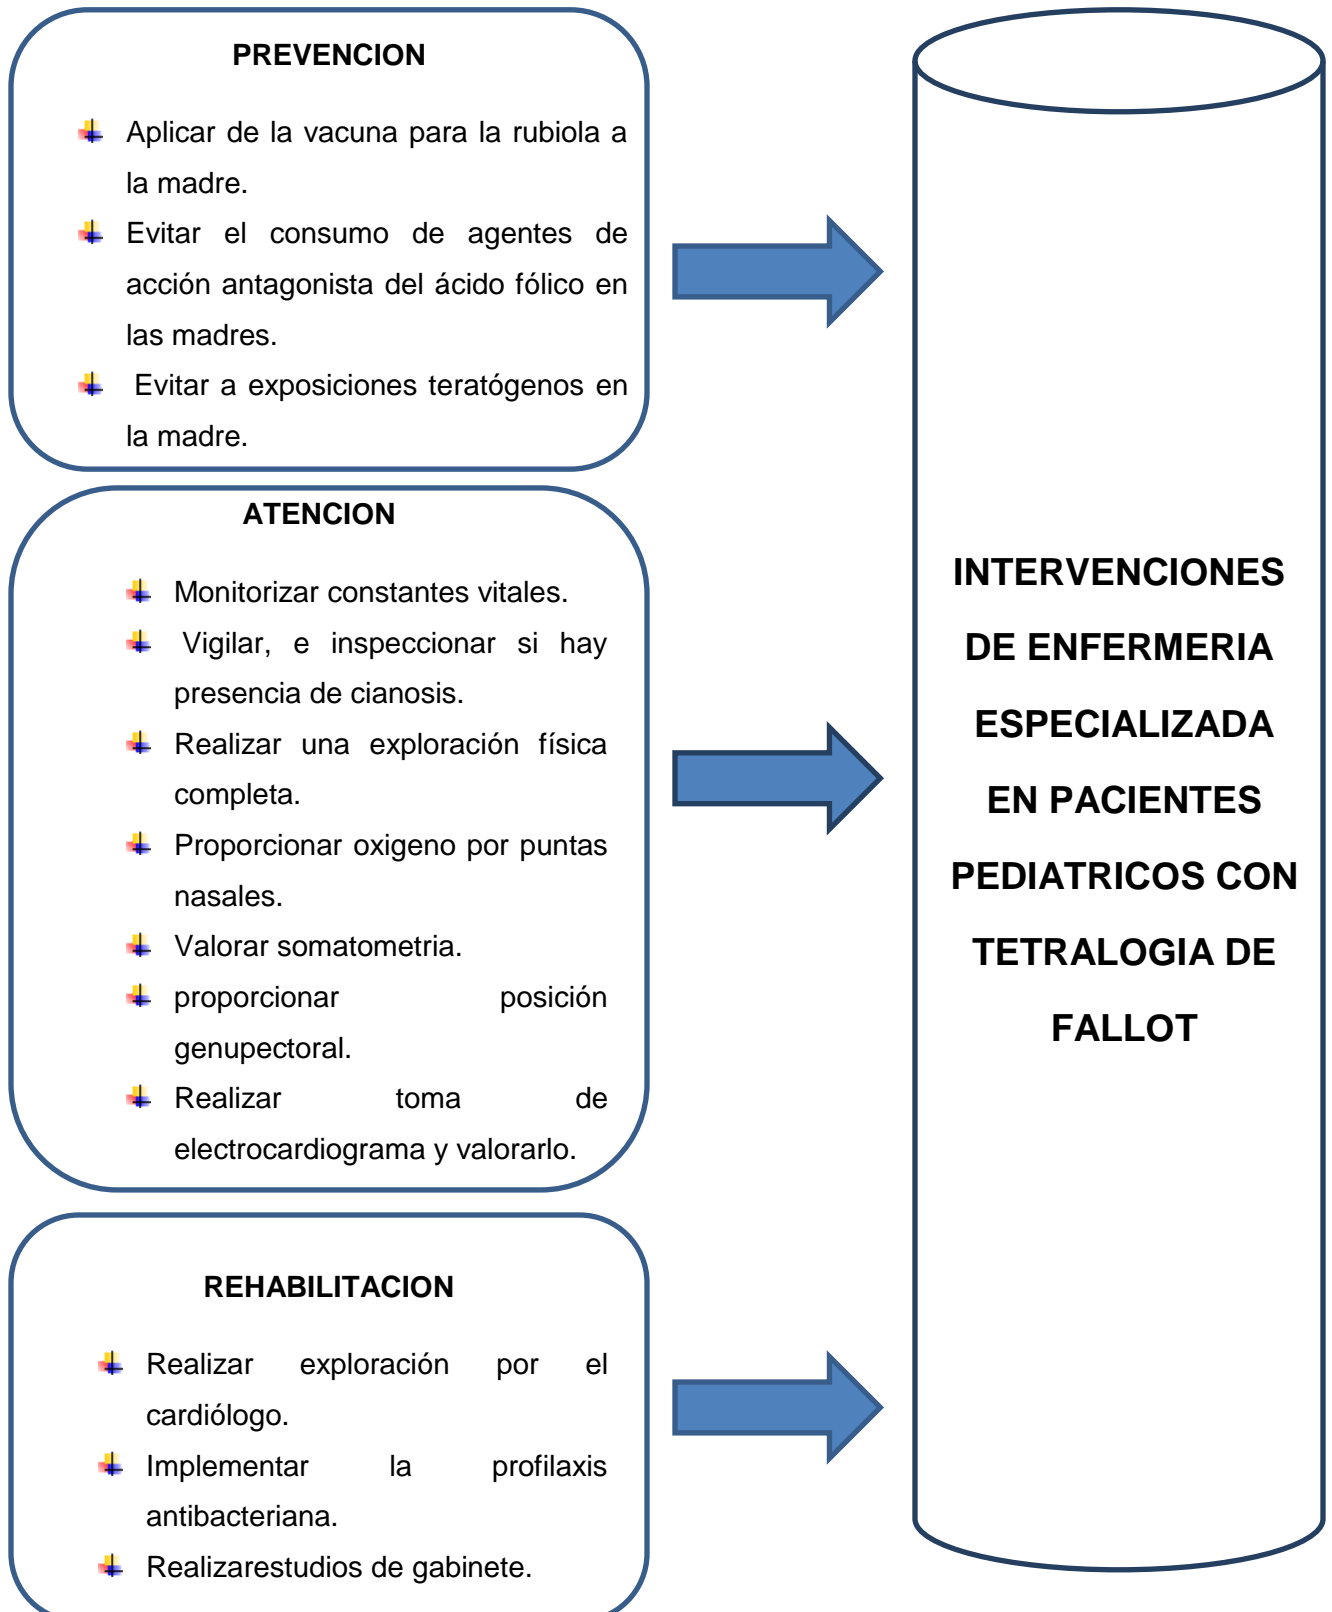 PREVENCION
Aplicar de la vacuna para la rubiola a
la madre.
Evitar el consumo de agentes de
acción antagonista del ácido fólico en
las madres.
Evitar a exposiciones teratógenos en
la madre.
ATENCION
Monitorizar constantes vitales.
Vigilar, e inspeccionar si hay
presencia de cianosis.
Realizar una exploración física
completa.
Proporcionar oxigeno por puntas
nasales.
Valorar somatometria.
proporcionar posición
genupectoral.
Realizar toma de
electrocardiograma y valorarlo.
REHABILITACION
Realizar exploración por el
cardiólogo.
Implementar la profilaxis
antibacteriana.
Realizarestudios de gabinete.
INTERVENCIONES
DE ENFERMERIA
ESPECIALIZADA
EN PACIENTES
PEDIATRICOS CON
TETRALOGIA DE
FALLOT